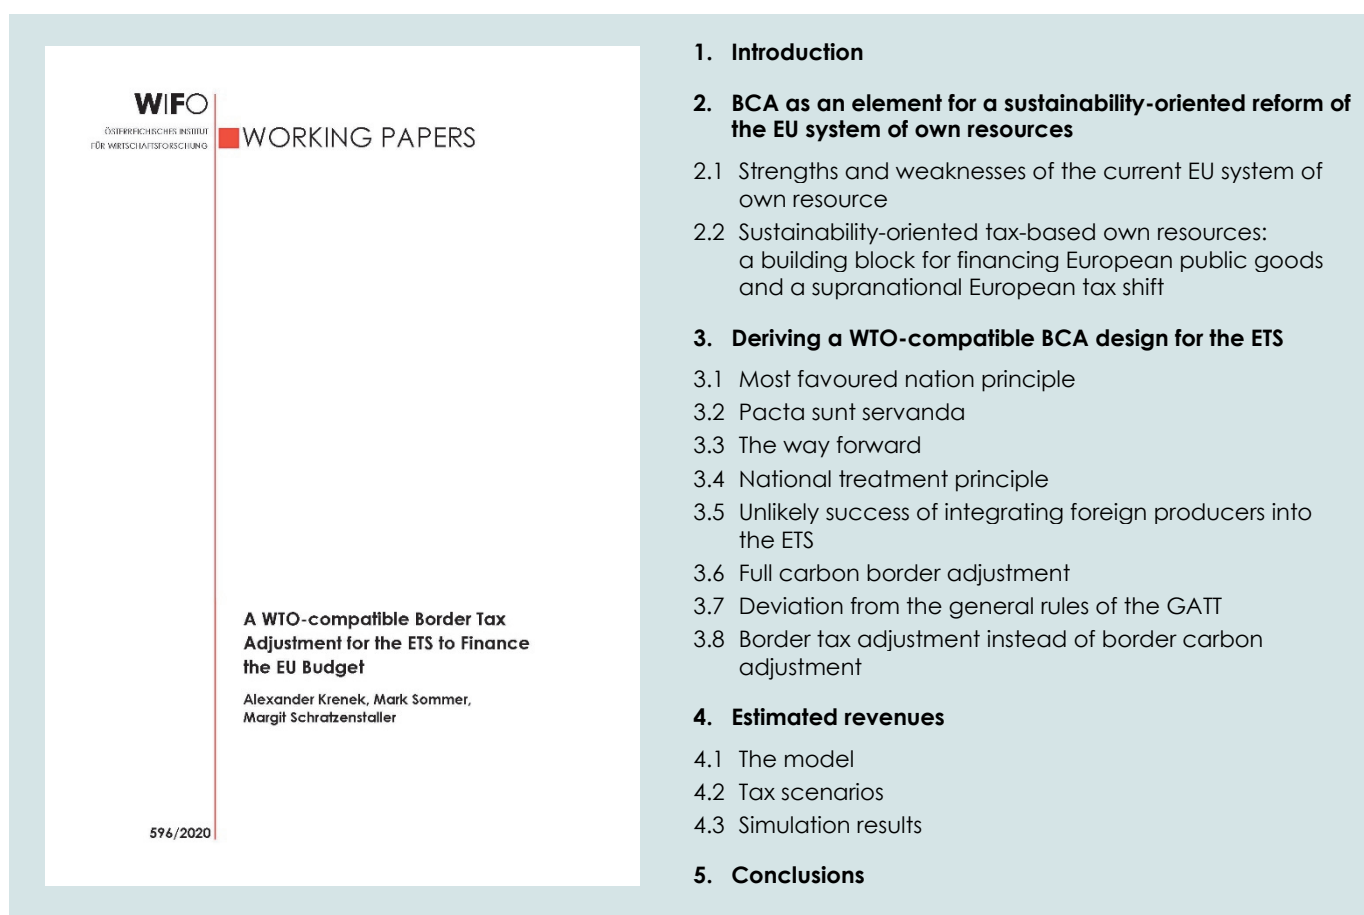 WIFO
ÖSTERREICHISCHES INSTITUT
FÜR WIRTSCHAFTSFORSCHUNG
WORKING PAPERS
A WTO-compatible Border Tax
Adjustment for the ETS to Finance
the EU Budget
Alexander Krenek, Mark Sommer,
Margit Schratzenstaller
596/2020
1. Introduction
2. BCA as an element for a sustainability-oriented reform of
the EU system of own resources
2.1 Strengths and weaknesses of the current EU system of
own resource
2.2 Sustainability-oriented tax-based own resources:
a building block for financing European public goods
and a supranational European tax shift
3. Deriving a WTO-compatible BCA design for the ETS
3.1 Most favoured nation principle
3.2 Pacta sunt servanda
3.3 The way forward
3.4 National treatment principle
3.5 Unlikely success of integrating foreign producers into
the ETS
3.6 Full carbon border adjustment
3.7 Deviation from the general rules of the GATT
3.8 Border tax adjustment instead of border carbon
adjustment
4. Estimated revenues
4.1 The model
4.2 Tax scenarios
4.3 Simulation results
5. Conclusions